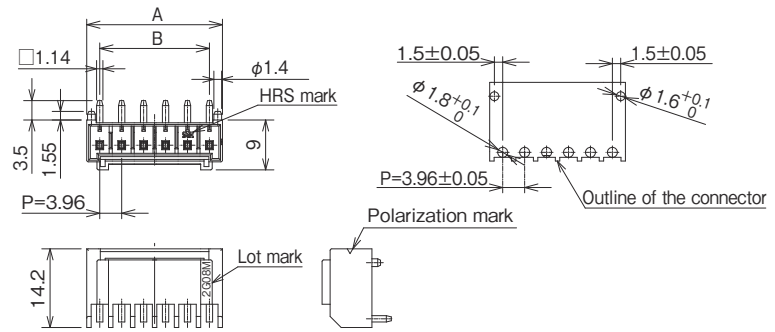 A
B
□1.14
φ1.4
HRS mark
3.5
1.55
9
P=3.96
14.2
Lot mark
2G08M
Polarization mark
1.5±0.05
1.5±0.05
φ1.8 +0.1 0
φ1.6 +0.1 0
P=3.96±0.05
Outline of the connector